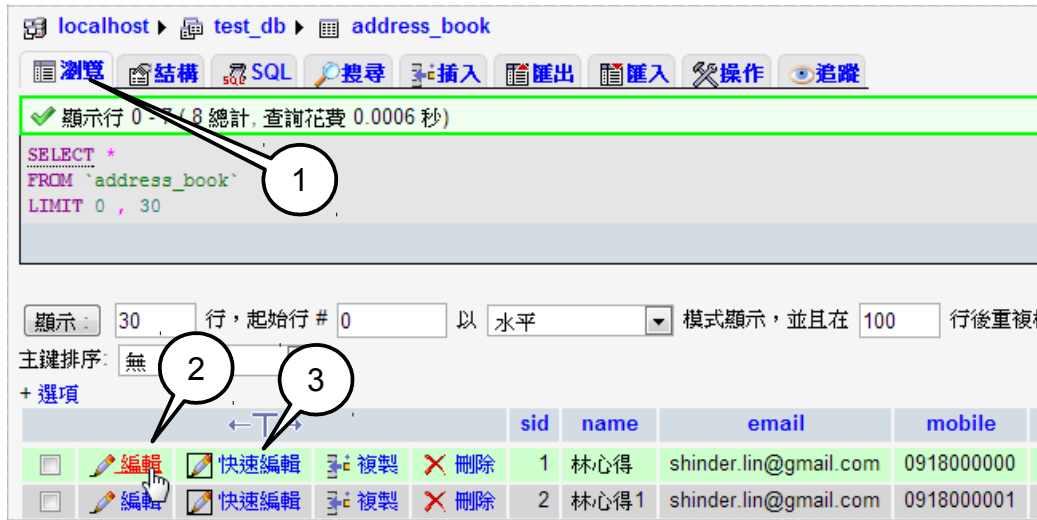 localhost ▸ test_db ▸ address_book
瀏覽 結構 SQL 搜尋 插入 匯出 匯入 操作 追蹤
顯示行 0 - 7 ( 8 總計, 查詢花費 0.0006 秒)
SELECT *
FROM `address_book`
LIMIT 0 , 30
1
顯示 : 30 行，起始行 # 0 以 水平 模式顯示，並且在 100 行後重複
主鍵排序: 無
2
3
+ 選項
←T→ sid name email mobile
編輯 快速編輯 複製 刪除 1 林心得 shinder.lin@gmail.com 0918000000
編輯 快速編輯 複製 刪除 2 林心得1 shinder.lin@gmail.com 0918000001